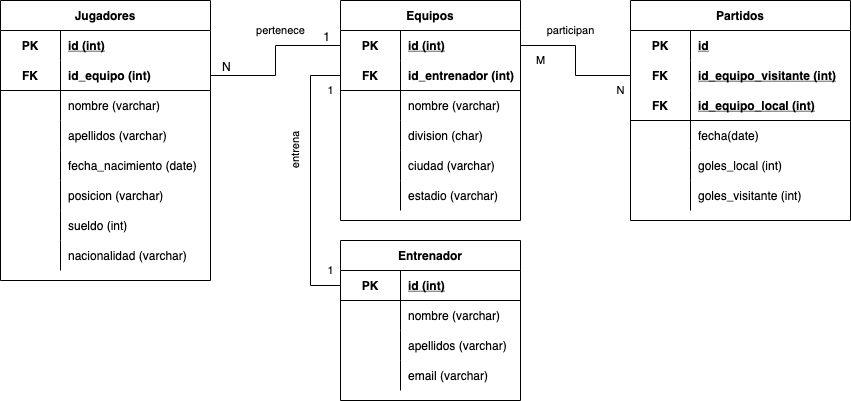 Jugadores
PK id (int)
FK id_equipo (int)
nombre (varchar)
apellidos (varchar)
fecha_nacimiento (date)
posicion (varchar)
sueldo (int)
nacionalidad (varchar)
pertenece
N
1
Equipos
PK id (int)
FK id_entrenador (int)
nombre (varchar)
division (char)
ciudad (varchar)
estadio (varchar)
participan
M
N
Partidos
PK id
FK id_equipo_visitante (int)
FK id_equipo_local (int)
fecha(date)
goles_local (int)
goles_visitante (int)
1
entrena
1
Entrenador
PK id (int)
nombre (varchar)
apellidos (varchar)
email (varchar)